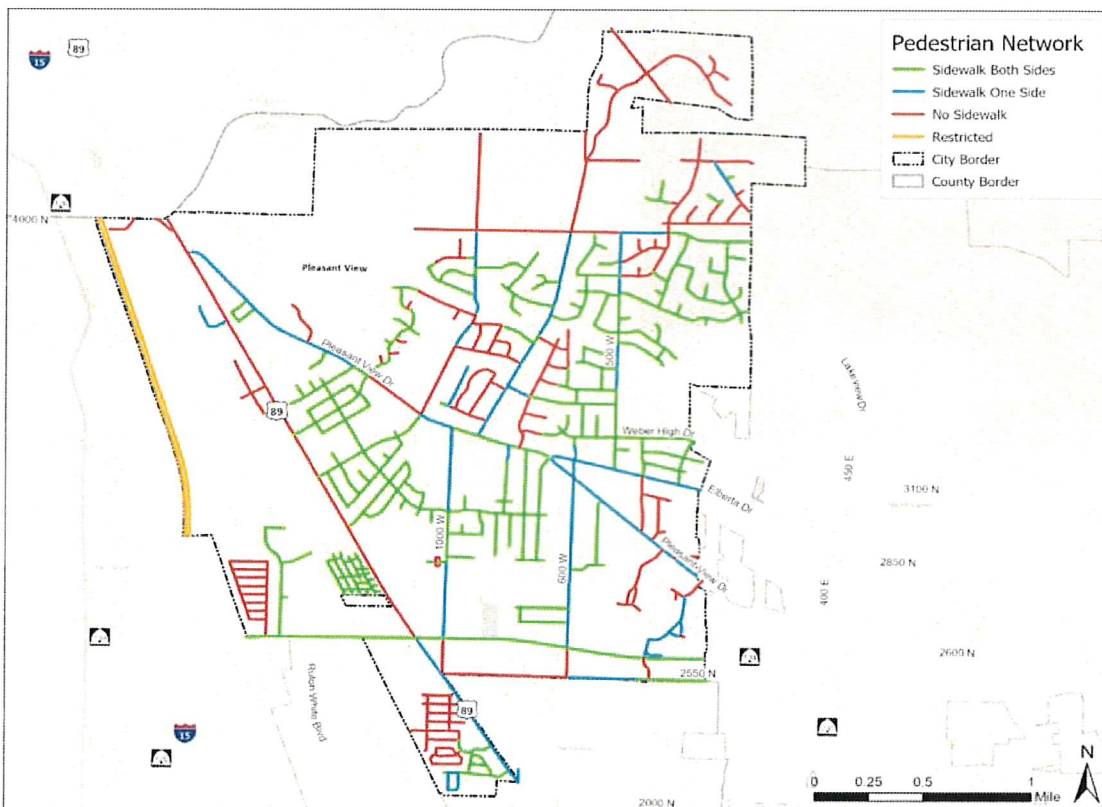 15
89
Pedestrian Network
Sidewalk Both Sides
Sidewalk One Side
No Sidewalk
Restricted
City Border
County Border
4000 N
Pleasant View
Pleasant View Dr
500 W
89
Weber High Dr
Elberta Dr
Lakeview Dr
450 E
3100 N
1000 W
600 W
Pleasant View Dr
2850 N
400 E
2600 N
2550 N
Rulon White Blvd
89
15
2000 N
N
0 0.25 0.5 1
Mile